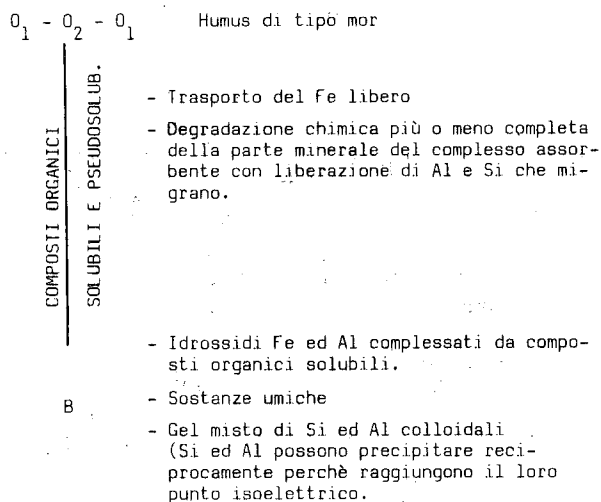 O1 - O2 - O1 Humus di tipo mor
COMPOSTI ORGANICI
SOLUBILI E PSEUDOSOLUB.
- Trasporto del Fe libero
- Degradazione chimica più o meno completa
della parte minerale del complesso assor-
bente con liberazione di Al e Si che mi-
grano.
- Idrossidi Fe ed Al complessati da compo-
sti organici solubili.
B
- Sostanze umiche
- Gel misto di Si ed Al colloidali
(Si ed Al possono precipitare reci-
procamente perchè raggiungono il loro
punto isoelettrico.